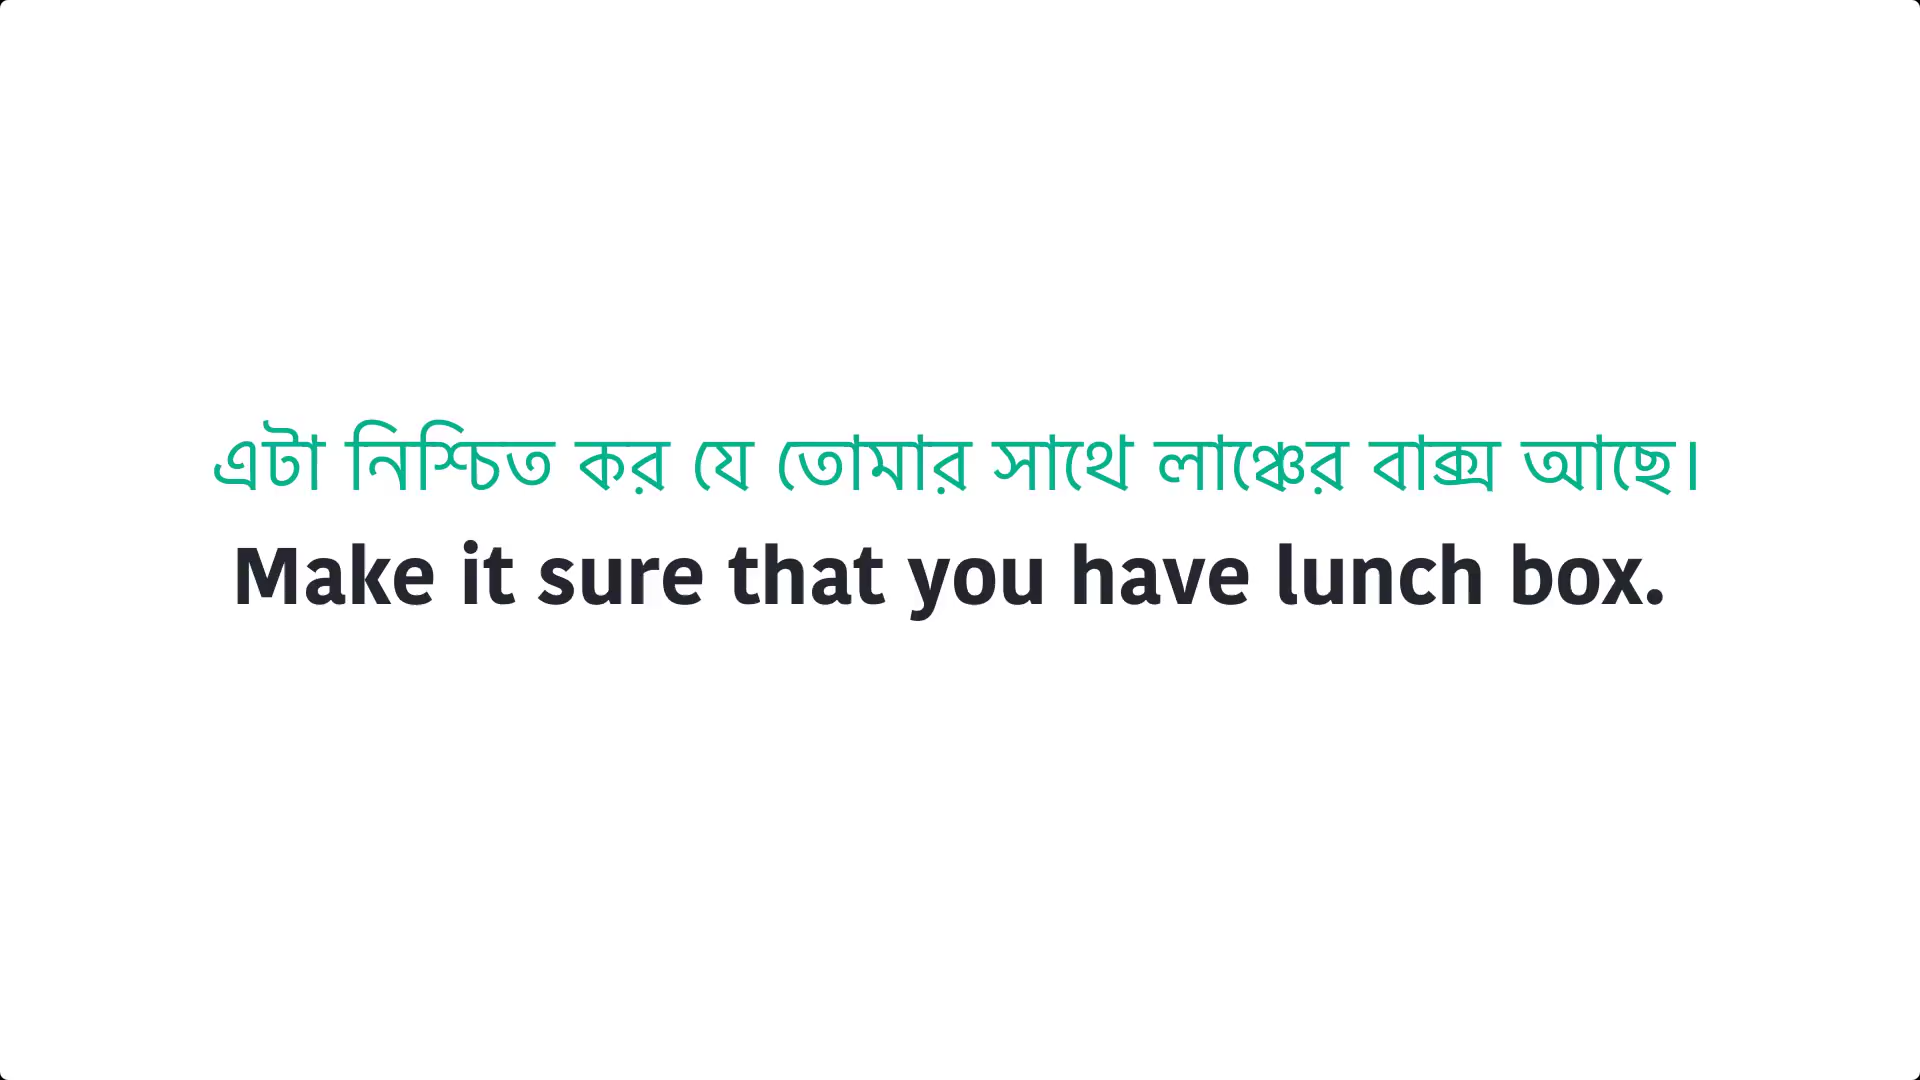 এটা নিশ্চিত কর যে তোমার সাথে লাঞ্চের বাক্স আছে।
Make it sure that you have lunch box.